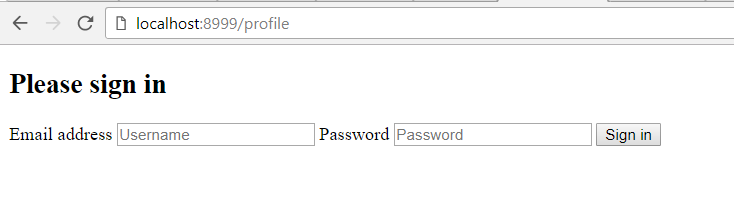 localhost:8999/profile
Please sign in
Email address Username Password Password Sign in